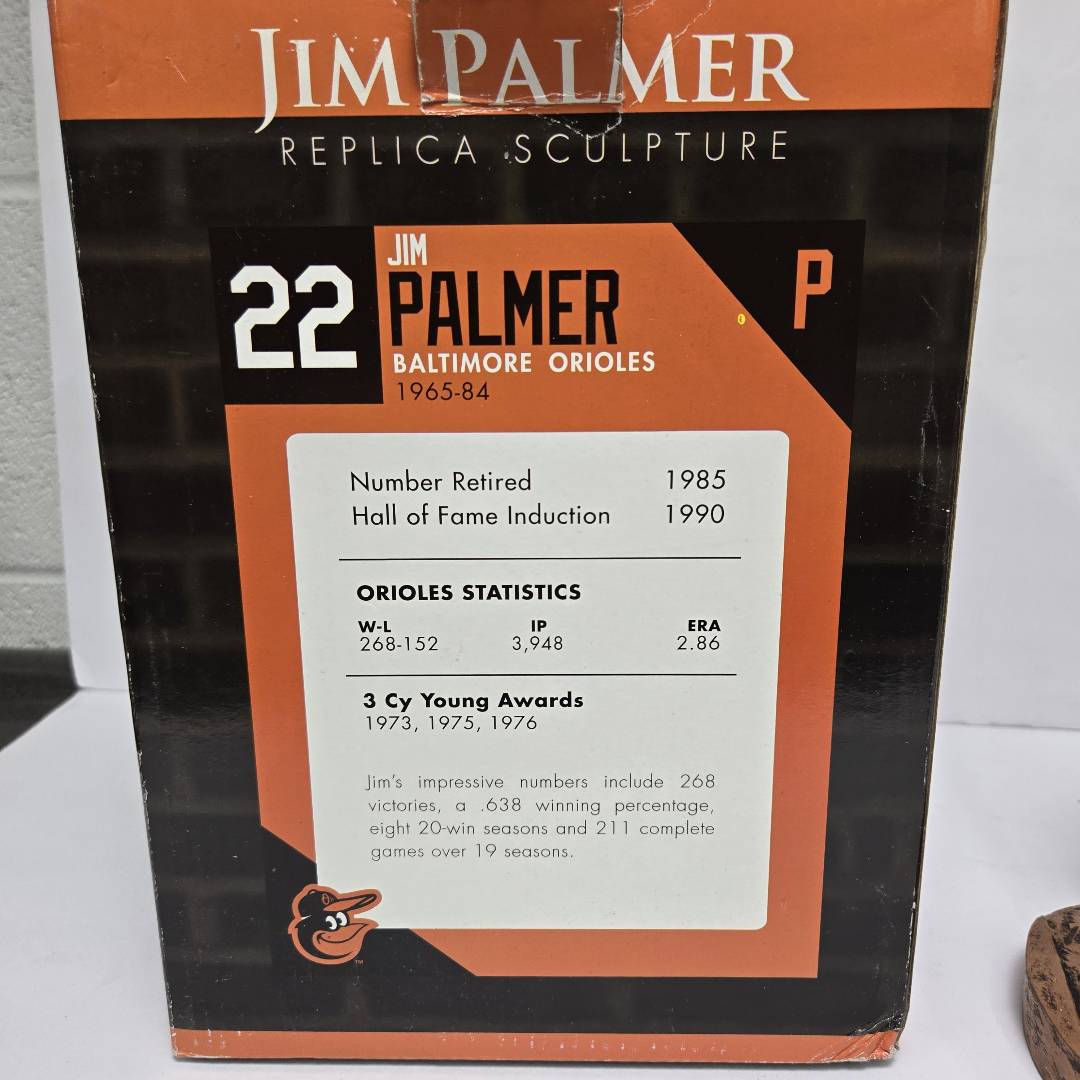 JIM PALMER
REPLICA SCULPTURE
22
JIM
PALMER
BALTIMORE ORIOLES
1965-84
P
Number Retired 1985
Hall of Fame Induction 1990
ORIOLES STATISTICS
W-L IP ERA
268-152 3,948 2.86
3 Cy Young Awards
1973, 1975, 1976
Jim's impressive numbers include 268
victories, a .638 winning percentage,
eight 20-win seasons and 211 complete
games over 19 seasons.
TM